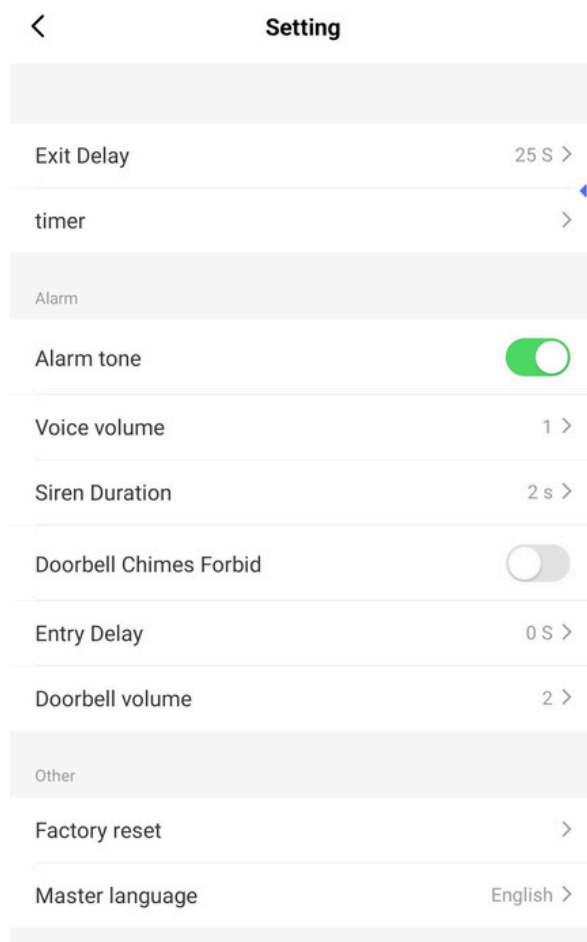 Setting
Exit Delay 25 S
timer
Alarm
Alarm tone
Voice volume 1
Siren Duration 2 s
Doorbell Chimes Forbid
Entry Delay 0 S
Doorbell volume 2
Other
Factory reset
Master language English